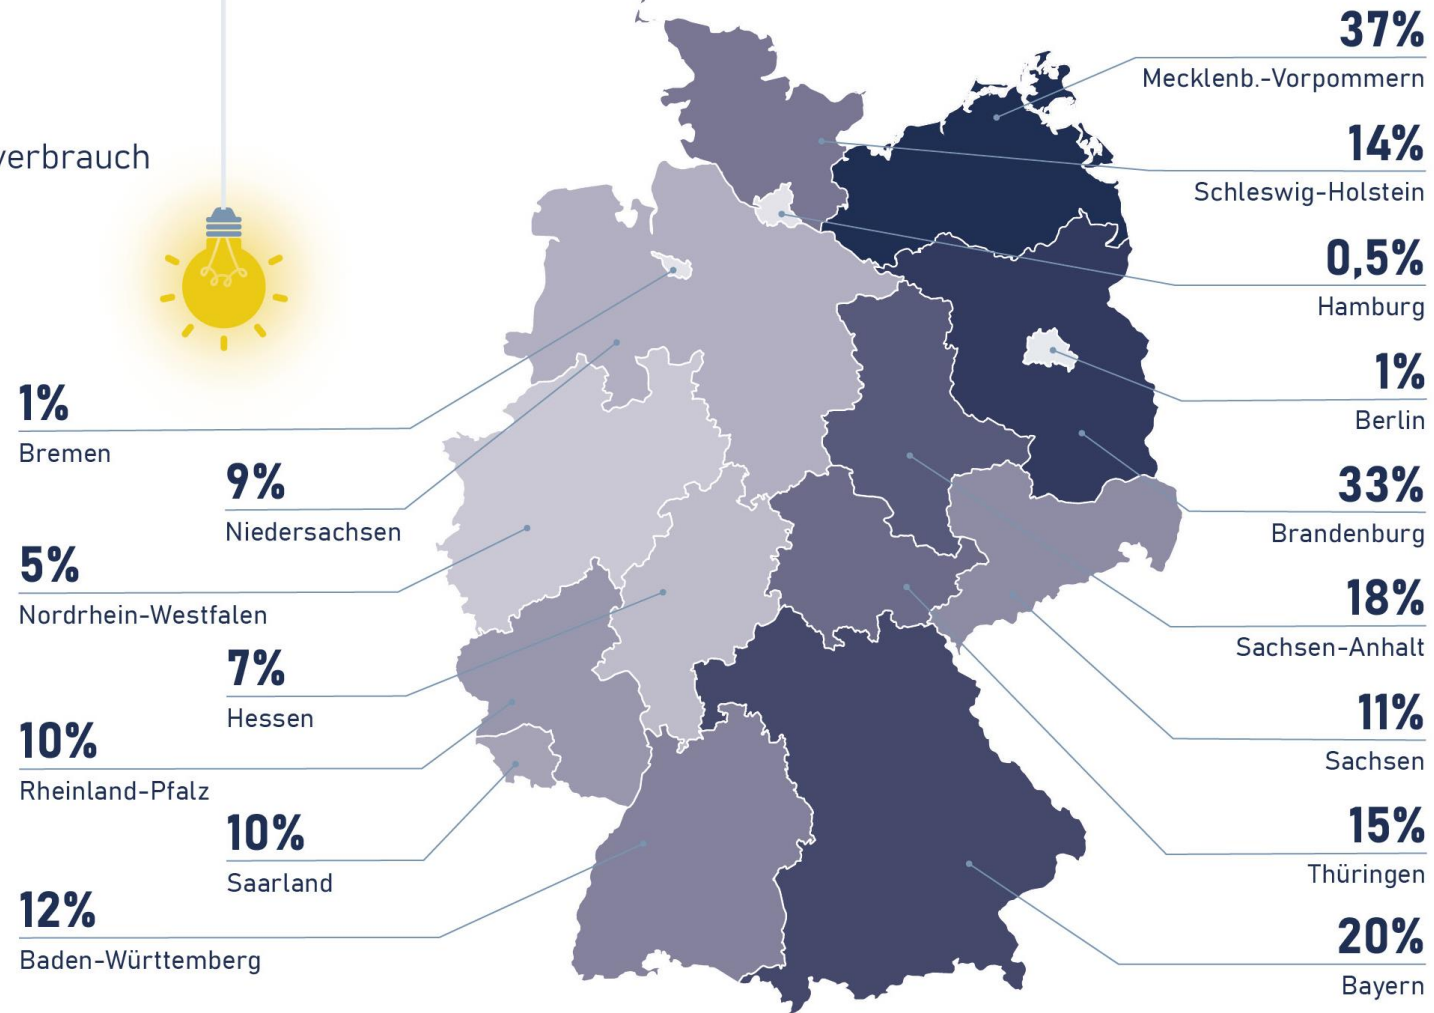 verbrauch
1%
Bremen
9%
Niedersachsen
5%
Nordrhein-Westfalen
7%
Hessen
10%
Rheinland-Pfalz
10%
Saarland
12%
Baden-Württemberg
37%
Mecklenb.-Vorpommern
14%
Schleswig-Holstein
0,5%
Hamburg
1%
Berlin
33%
Brandenburg
18%
Sachsen-Anhalt
11%
Sachsen
15%
Thüringen
20%
Bayern